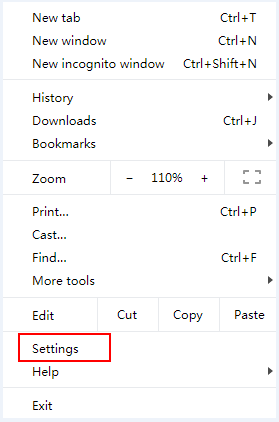 New tab Ctrl+T
New window Ctrl+N
New incognito window Ctrl+Shift+N
History
Downloads Ctrl+J
Bookmarks
Zoom − 110% +
Print... Ctrl+P
Cast...
Find... Ctrl+F
More tools
Edit Cut Copy Paste
Settings
Help
Exit